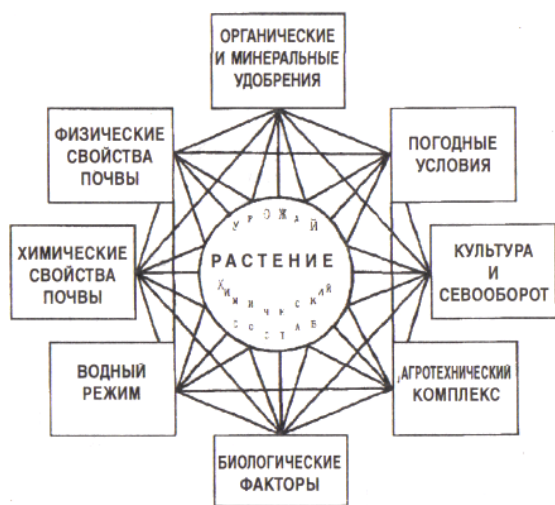 ОРГАНИЧЕСКИЕ
И МИНЕРАЛЬНЫЕ
УДОБРЕНИЯ
ФИЗИЧЕСКИЕ
СВОЙСТВА
ПОЧВЫ
ПОГОДНЫЕ
УСЛОВИЯ
УРОЖАЙ
РАСТЕНИЕ
ХИМИЧЕСКИЙ
СОСТАВ
ХИМИЧЕСКИЕ
СВОЙСТВА
ПОЧВЫ
КУЛЬТУРА
И
СЕВООБОРОТ
ВОДНЫЙ
РЕЖИМ
АГРОТЕХНИЧЕСКИЙ
КОМПЛЕКС
БИОЛОГИЧЕСКИЕ
ФАКТОРЫ